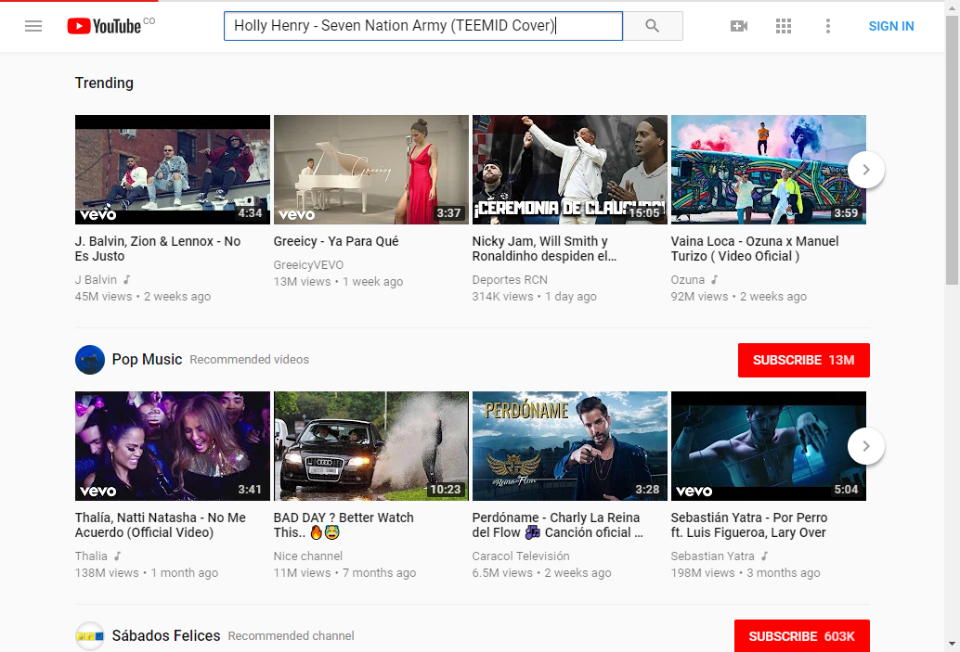 YouTube CO
Holly Henry - Seven Nation Army (TEEMID Cover)
SIGN IN
Trending
vevo 4:34
vevo 3:37
¡CEREMONIA DE CLAUSURA! 15:05
3:59
J. Balvin, Zion & Lennox - No
Es Justo
J Balvin
45M views • 2 weeks ago
Greeicy - Ya Para Qué
GreeicyVEVO
13M views • 1 week ago
Nicky Jam, Will Smith y
Ronaldinho despiden el...
Deportes RCN
314K views • 1 day ago
Vaina Loca - Ozuna x Manuel
Turizo ( Video Oficial )
Ozuna
92M views • 2 weeks ago
Pop Music Recommended videos
SUBSCRIBE 13M
vevo 3:41
10:23
PERDÓNAME
3:28
vevo 5:04
Thalía, Natti Natasha - No Me
Acuerdo (Official Video)
Thalia
138M views • 1 month ago
BAD DAY ? Better Watch
This.. 🔥😅
Nice channel
11M views • 7 months ago
Perdóname - Charly La Reina
del Flow 🎶 Canción oficial ...
Caracol Televisión
6.5M views • 2 weeks ago
Sebastián Yatra - Por Perro
ft. Luis Figueroa, Lary Over
Sebastian Yatra
198M views • 3 months ago
Sábados Felices Recommended channel
SUBSCRIBE 603K